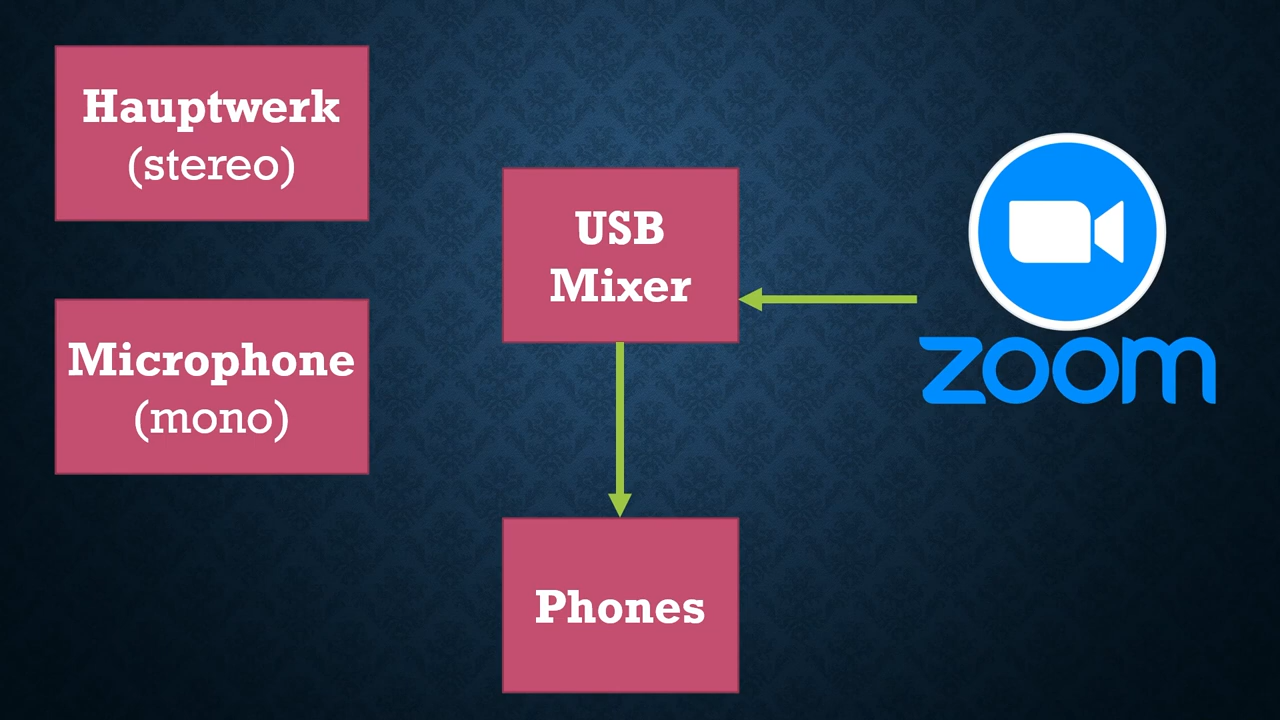 Hauptwerk
(stereo)
Microphone
(mono)
USB
Mixer
Phones
zoom